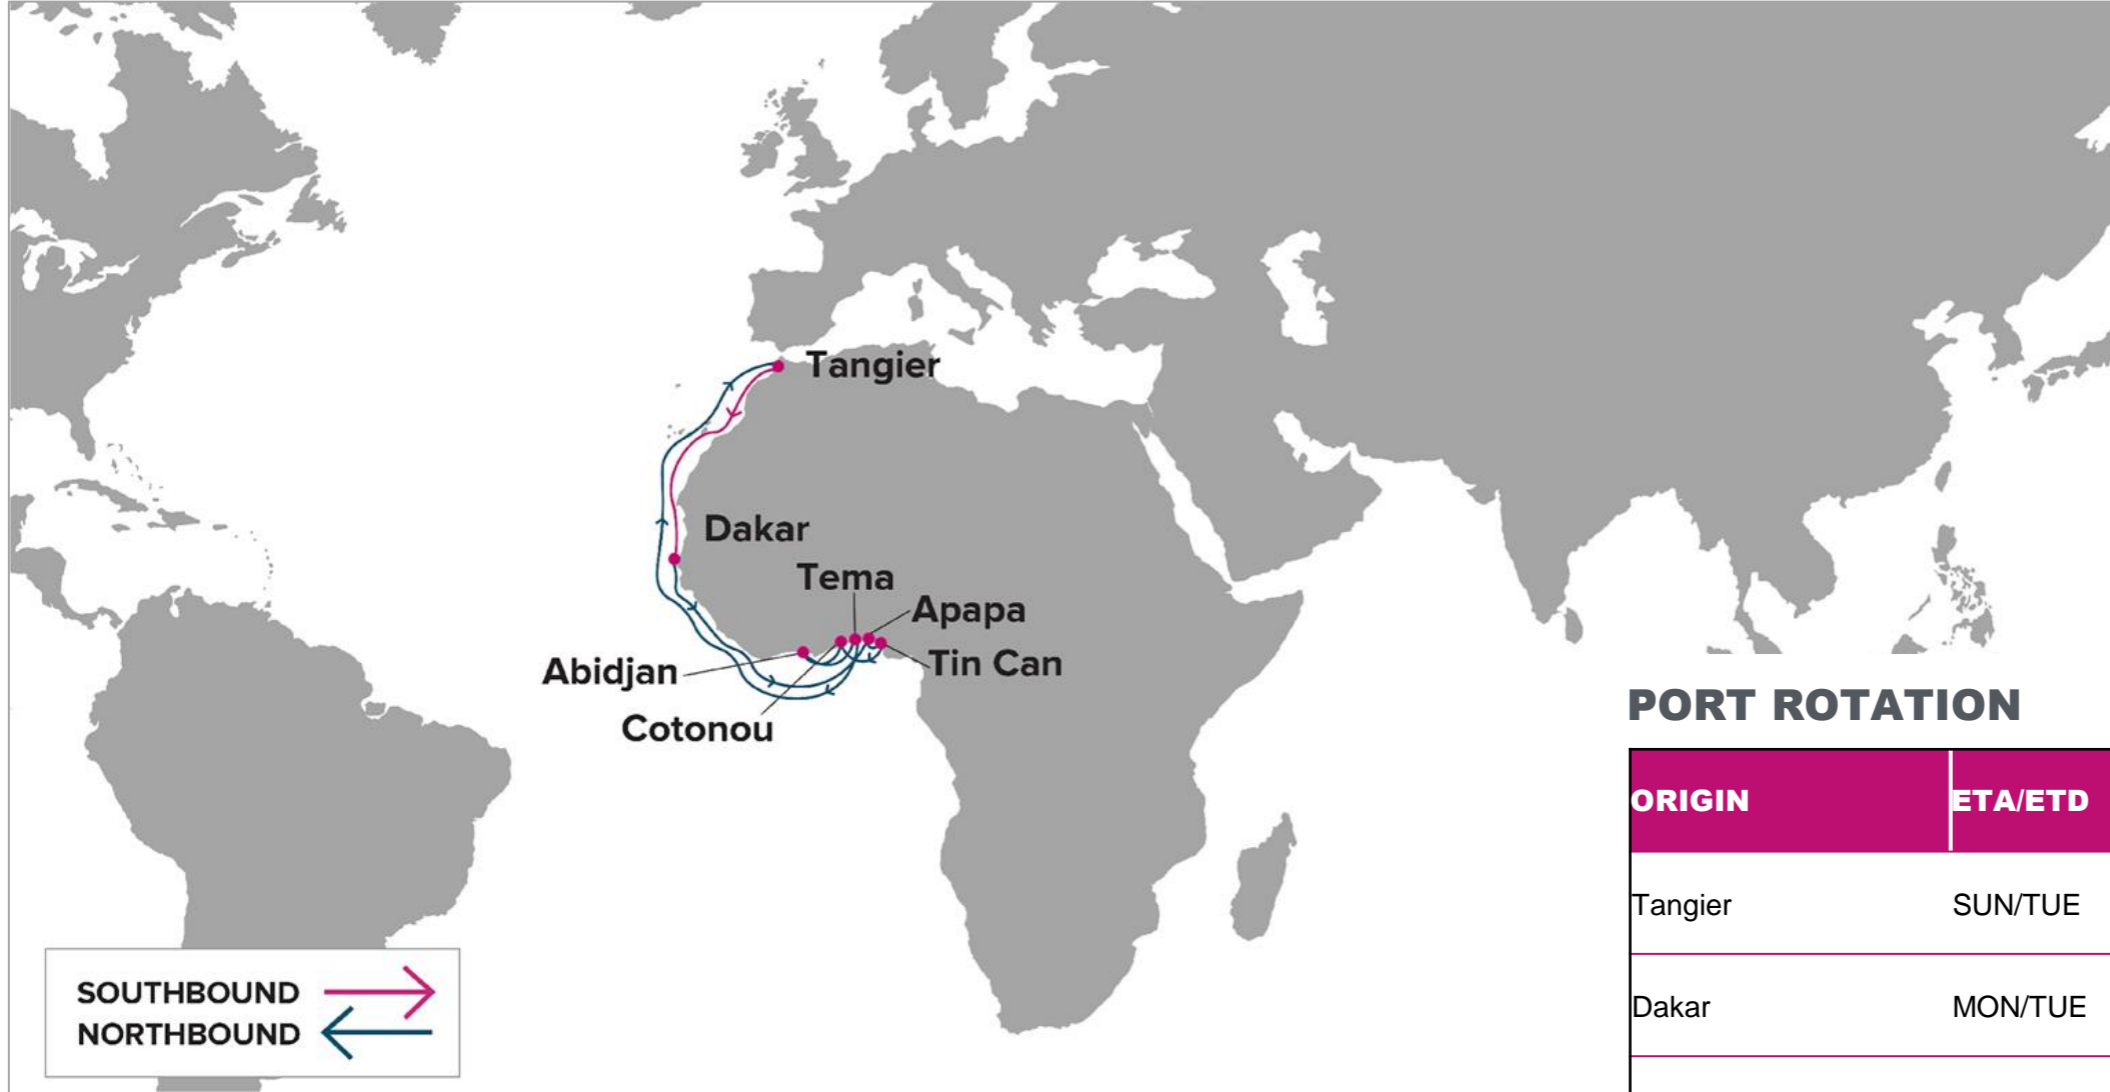 Tangier
Dakar
Tema
Apapa
Abidjan
Tin Can
Cotonou
SOUTHBOUND
NORTHBOUND
PORT ROTATION
ORIGIN ETA/ETD
Tangier SUN/TUE
Dakar MON/TUE